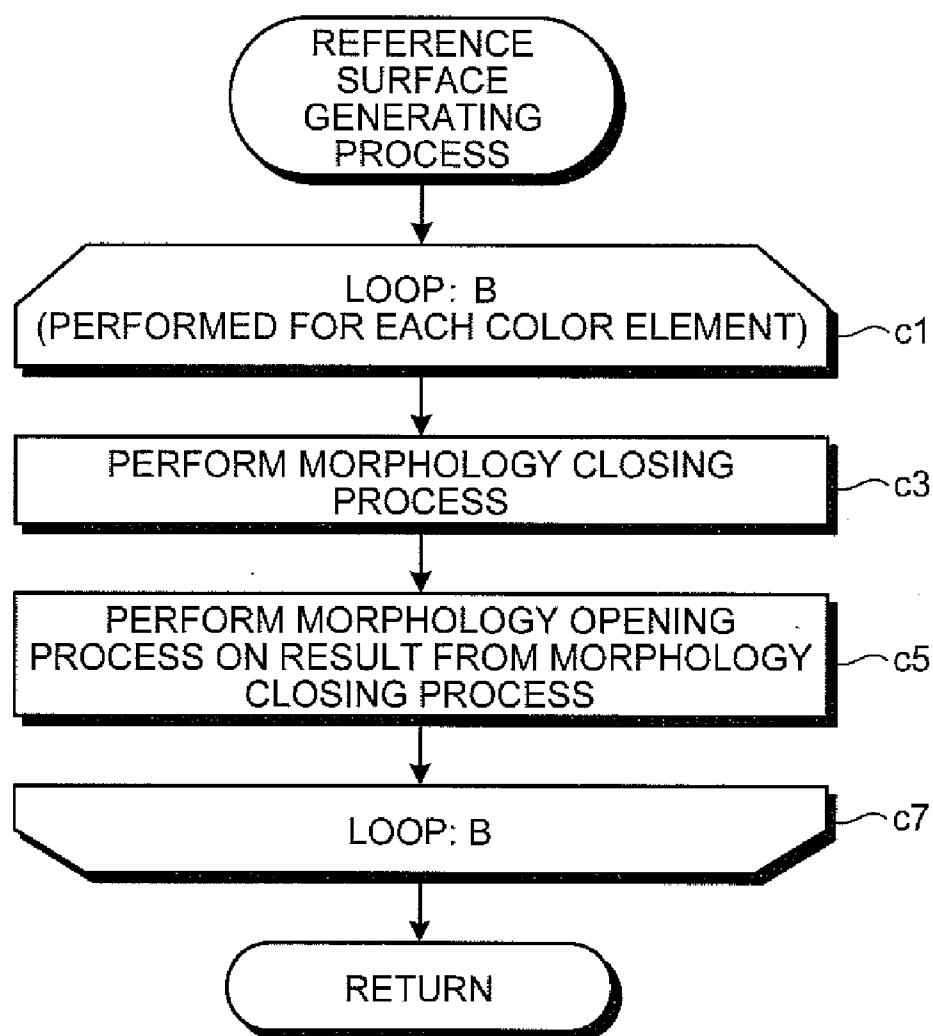 REFERENCE
SURFACE
GENERATING
PROCESS
LOOP: B
(PERFORMED FOR EACH COLOR ELEMENT)
c1
PERFORM MORPHOLOGY CLOSING
PROCESS
c3
PERFORM MORPHOLOGY OPENING
PROCESS ON RESULT FROM MORPHOLOGY
CLOSING PROCESS
c5
LOOP: B
c7
RETURN